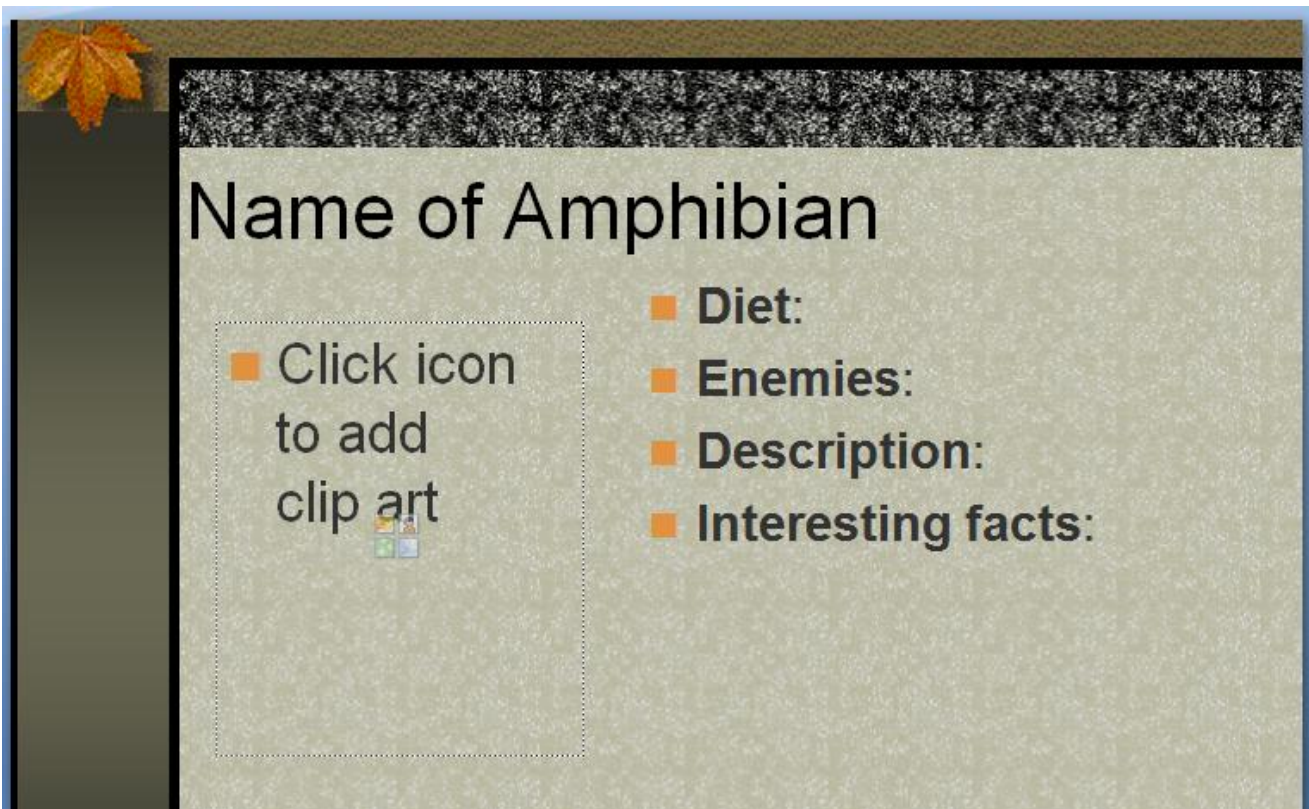 Name of Amphibian
Click icon
to add
clip art
Diet:
Enemies:
Description:
Interesting facts: